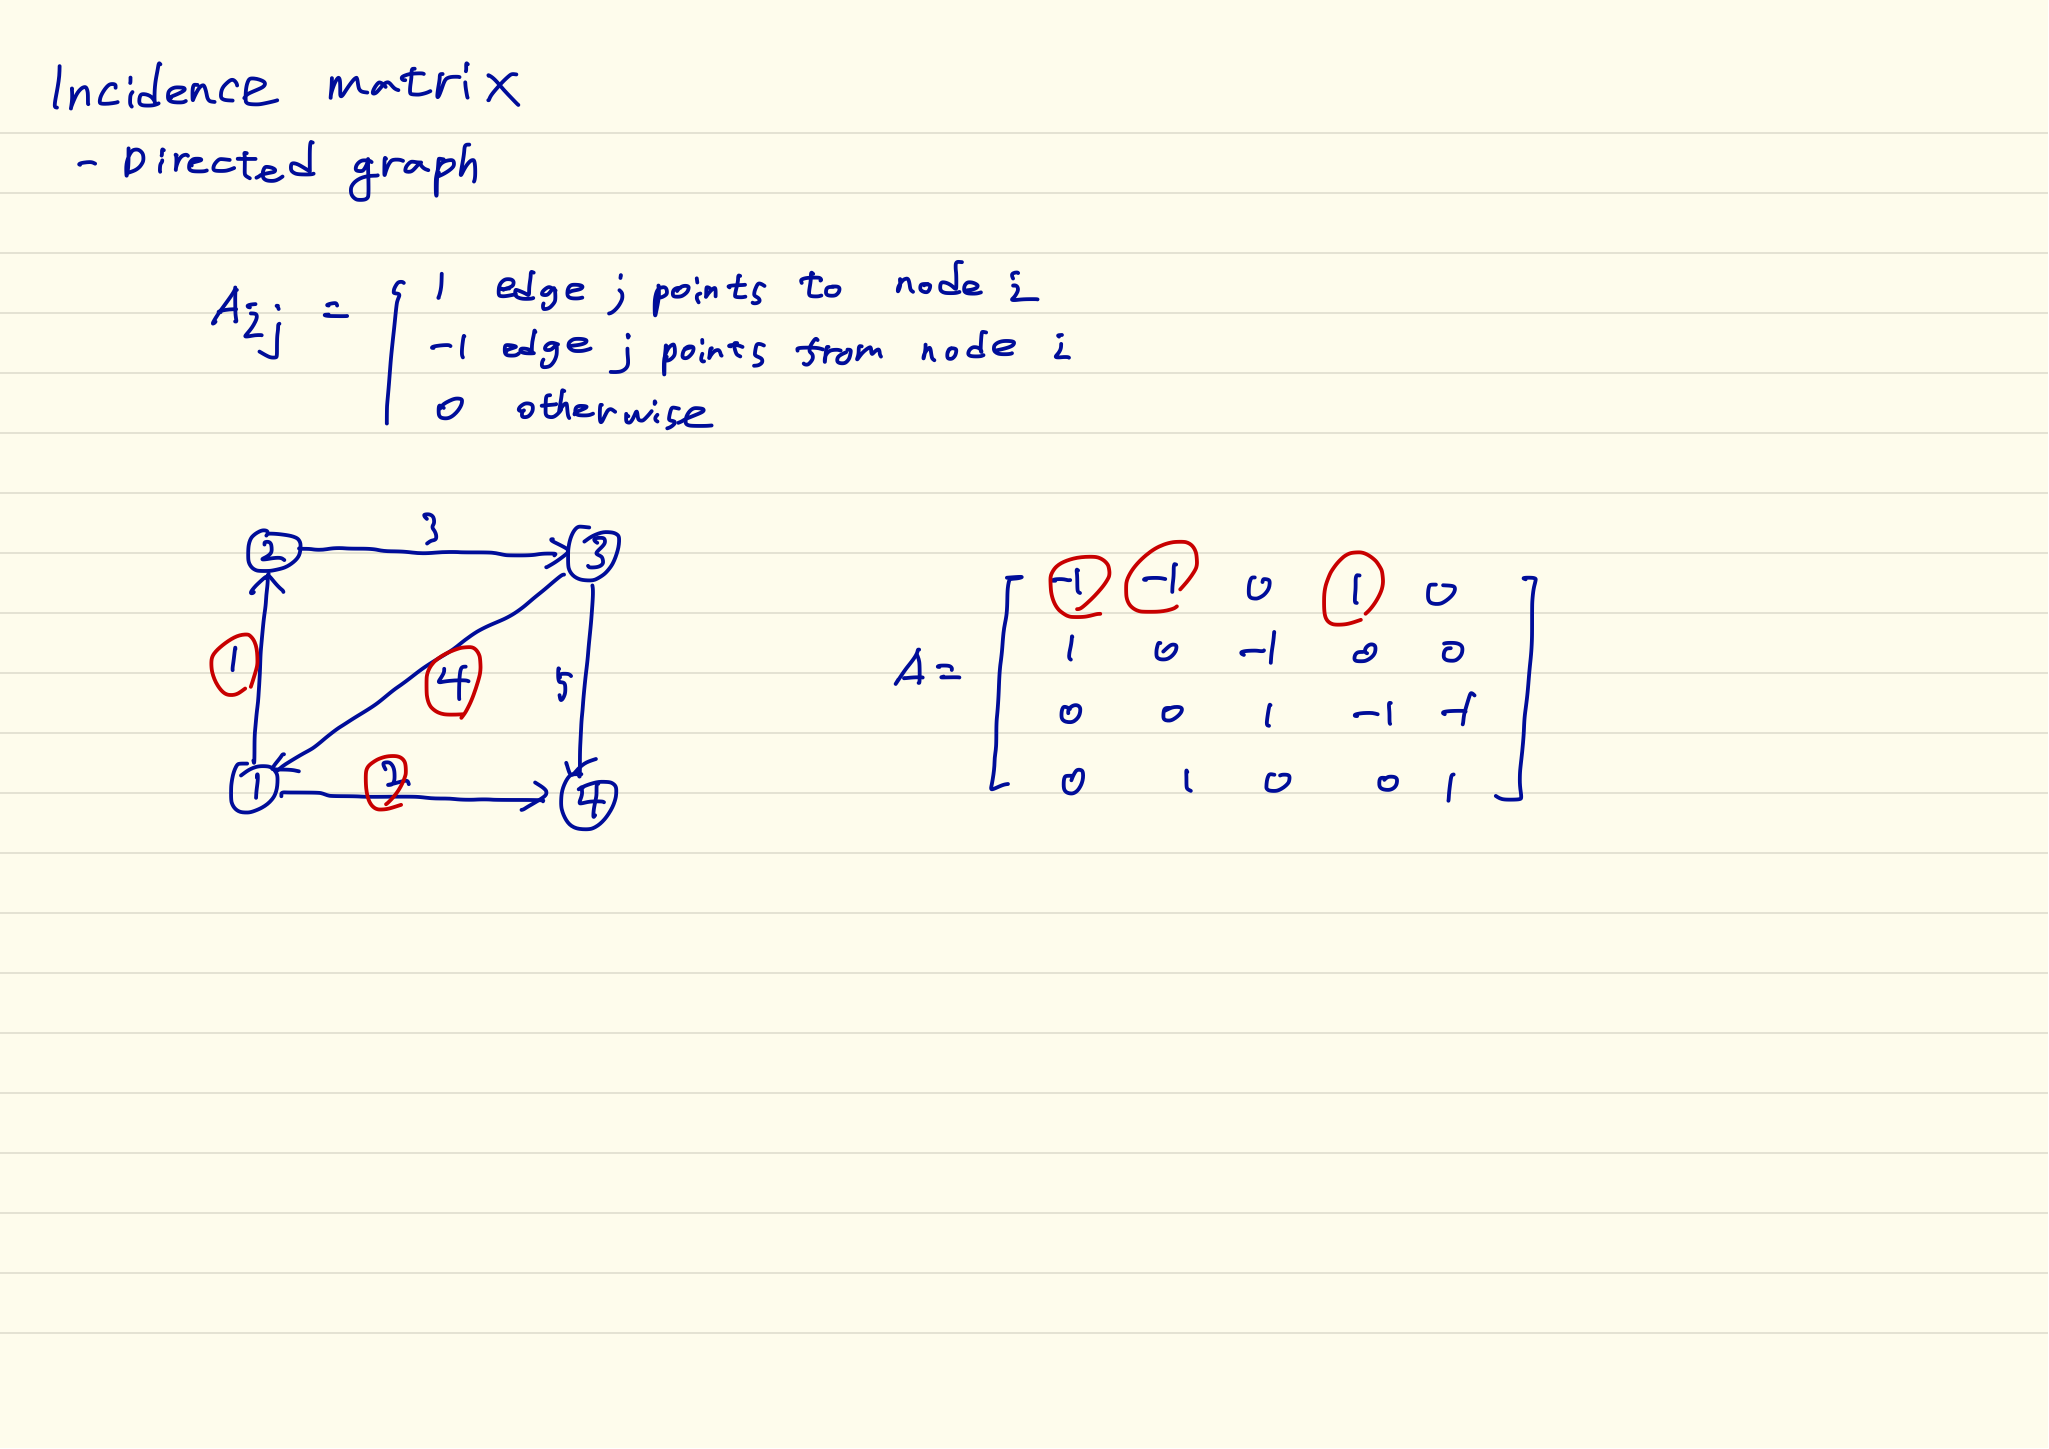 Incidence matrix
- Directed graph
A_ij = { 1 edge j points to node i
-1 edge j points from node i
0 otherwise
2 3 3
1 4 5
1 2 4
A = [ -1 -1 0 1 0
1 0 -1 0 0
0 0 1 -1 -1
0 1 0 0 1 ]